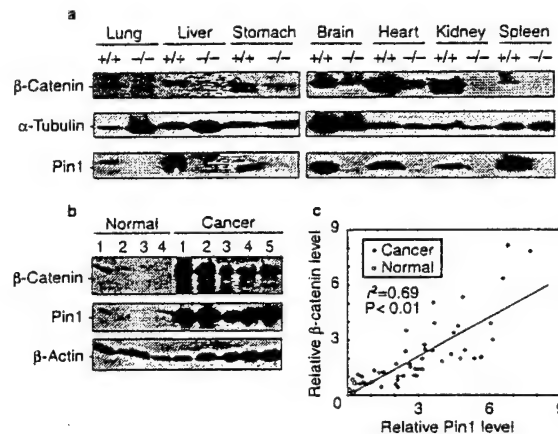 a
Lung Liver Stomach Brain Heart Kidney Spleen
+/+ −/− +/+ −/− +/+ −/− +/+ −/− +/+ −/− +/+ −/− +/+ −/−
β-Catenin
α-Tubulin
Pin1
b
Normal Cancer
1 2 3 4 1 2 3 4 5
β-Catenin
Pin1
β-Actin
c
Relative β-catenin level
9
6
3
0
Cancer
Normal
r²=0.69
P< 0.01
3 6 9
Relative Pin1 level